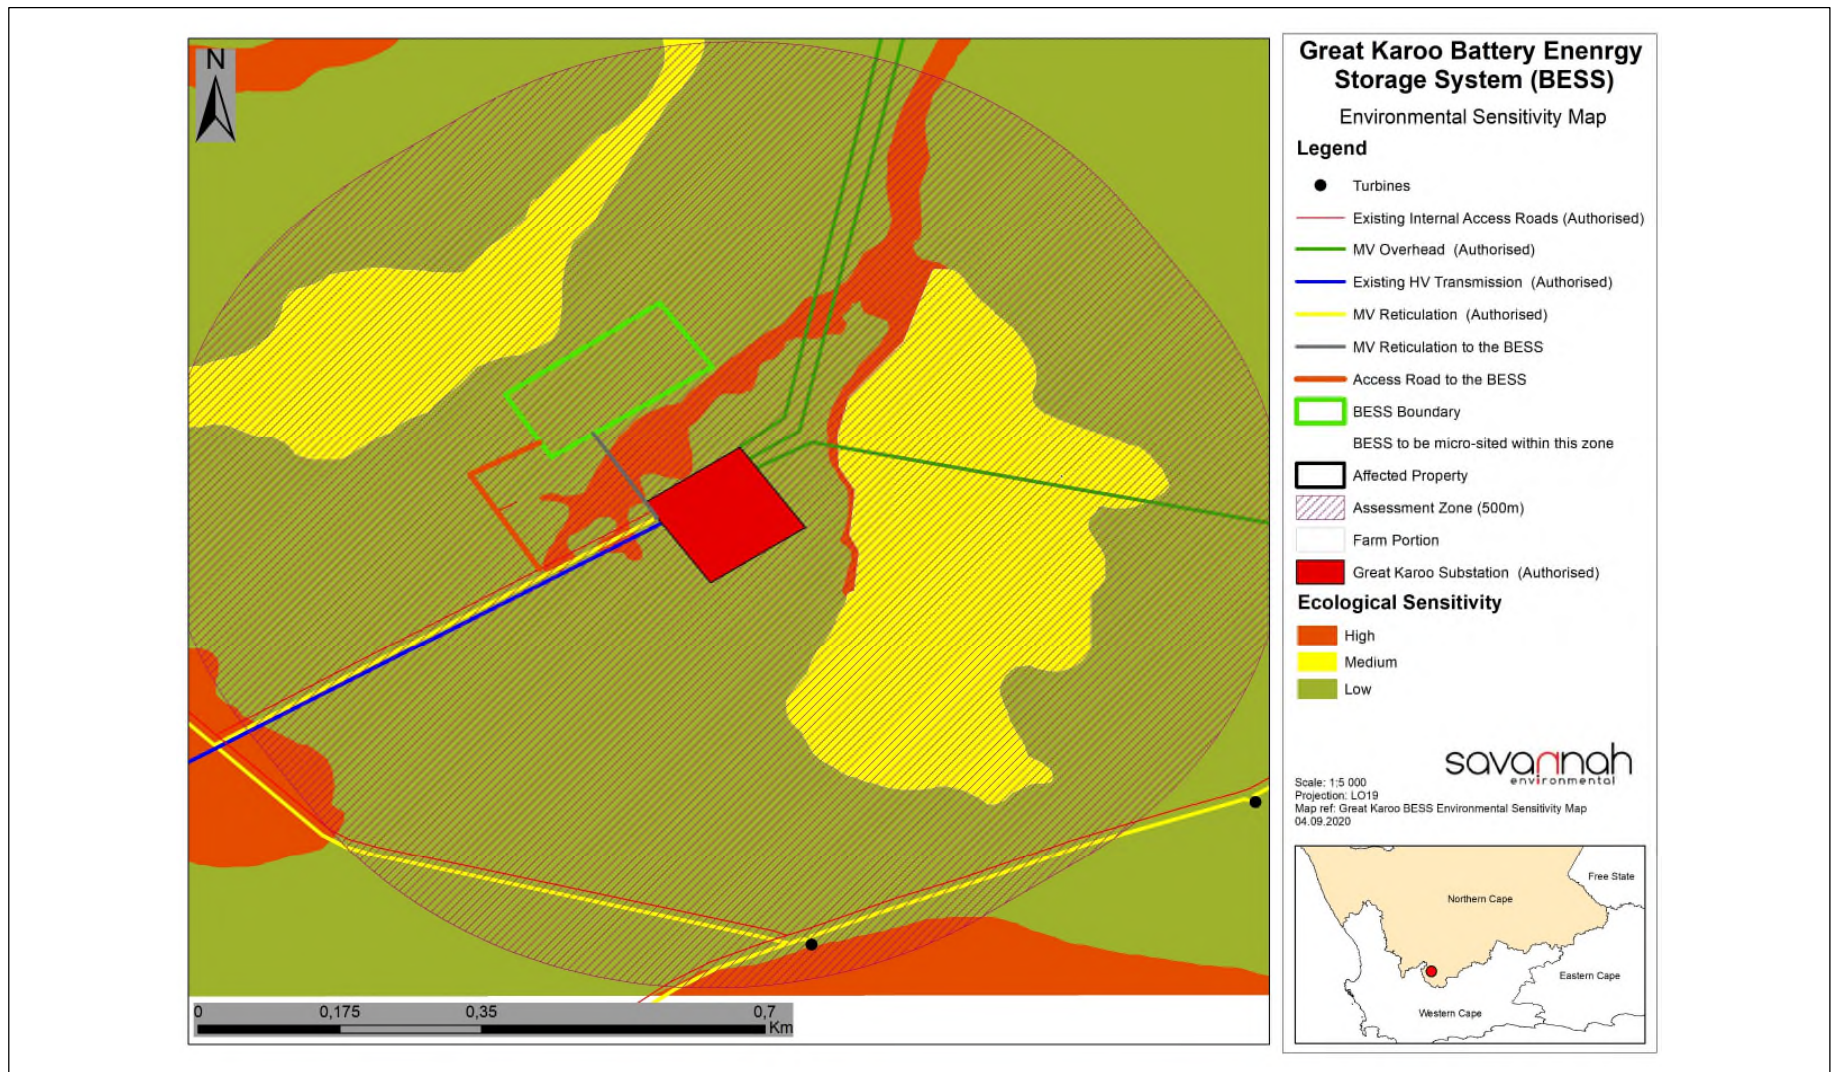 N
0 0,175 0,35 0,7
Km
Great Karoo Battery Enenrgy
Storage System (BESS)
Environmental Sensitivity Map
Legend
Turbines
Existing Internal Access Roads (Authorised)
MV Overhead (Authorised)
Existing HV Transmission (Authorised)
MV Reticulation (Authorised)
MV Reticulation to the BESS
Access Road to the BESS
BESS Boundary
BESS to be micro-sited within this zone
Affected Property
Assessment Zone (500m)
Farm Portion
Great Karoo Substation (Authorised)
Ecological Sensitivity
High
Medium
Low
savannah
environmental
Scale: 1:5 000
Projection: LO19
Map ref: Great Karoo BESS Environmental Sensitivity Map
04.09.2020
Free State
Northern Cape
Eastern Cape
Western Cape